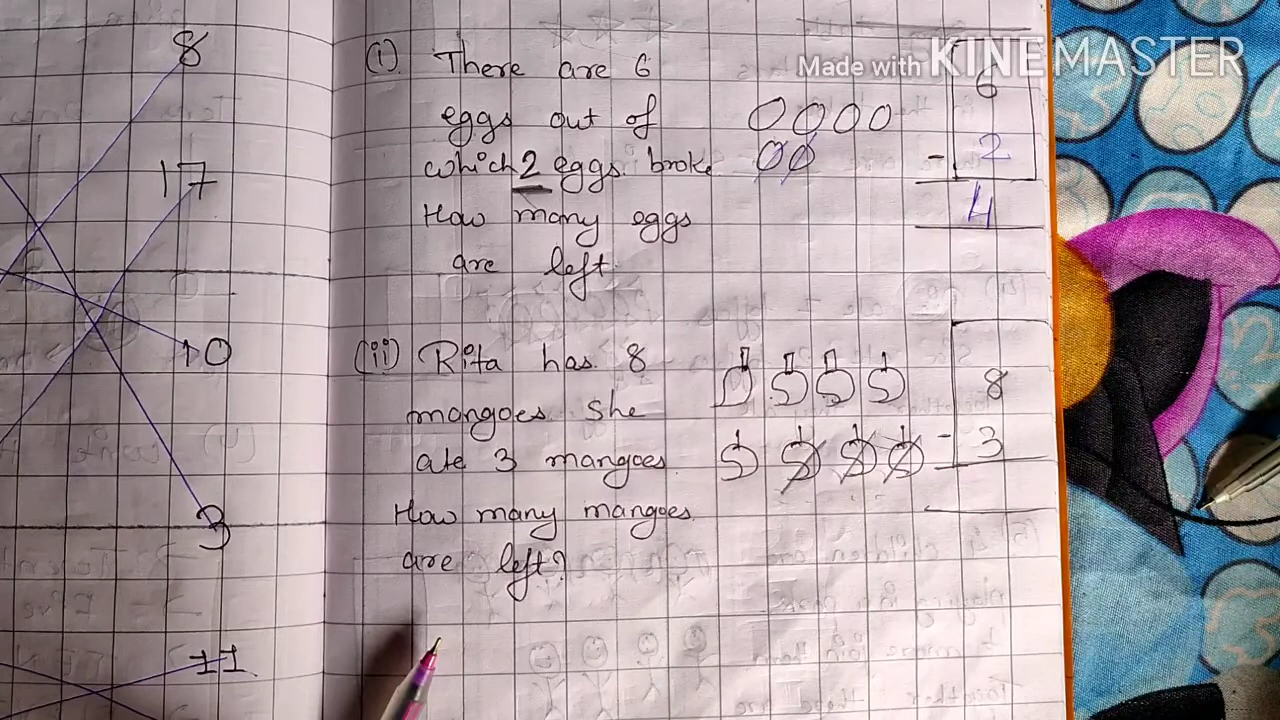 8
17
10
3
11
Made with KINEMASTER
(i). There are 6
eggs out of
which 2 eggs broke
How many eggs
are left.
6
- 2
4
(ii) Rita has 8
mangoes she
ate 3 mangoes.
How many mangoes
are left?
8
- 3